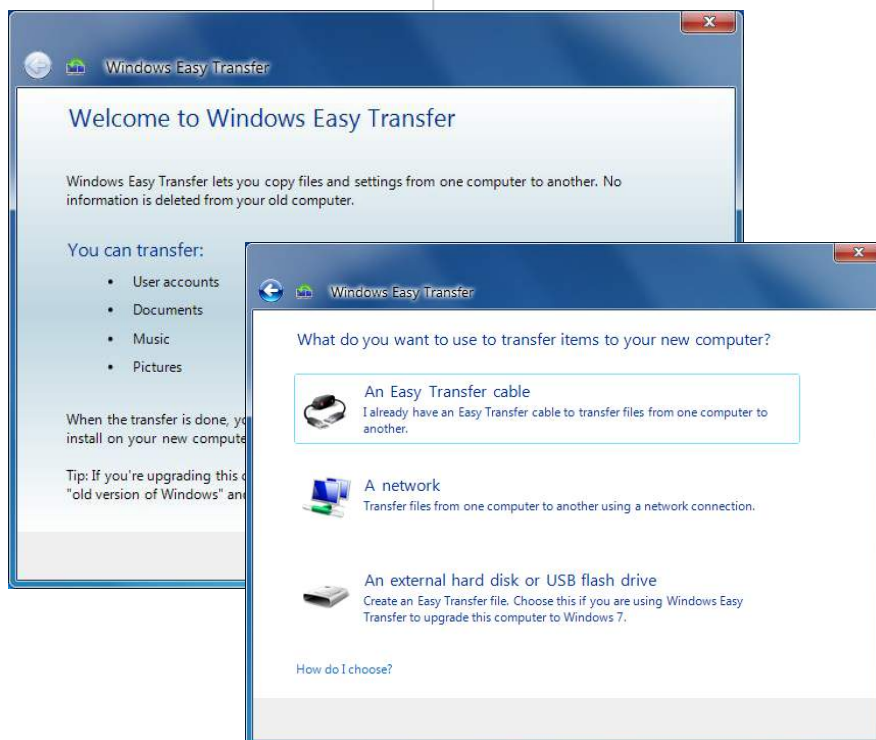 Windows Easy Transfer
Welcome to Windows Easy Transfer
Windows Easy Transfer lets you copy files and settings from one computer to another. No
information is deleted from your old computer.
You can transfer:
• User accounts
• Documents
• Music
• Pictures
When the transfer is done,
install on your new
Tip: If you're upgrading this
"old version of Windows"
Windows Easy Transfer
What do you want to use to transfer items to your new computer?
An Easy Transfer cable
I already have an Easy Transfer cable to transfer files from one computer to
another.
A network
Transfer files from one computer to another using a network connection.
An external hard disk or USB flash drive
Create an Easy Transfer file. Choose this if you are using Windows Easy
Transfer to upgrade this computer to Windows 7.
How do I choose?